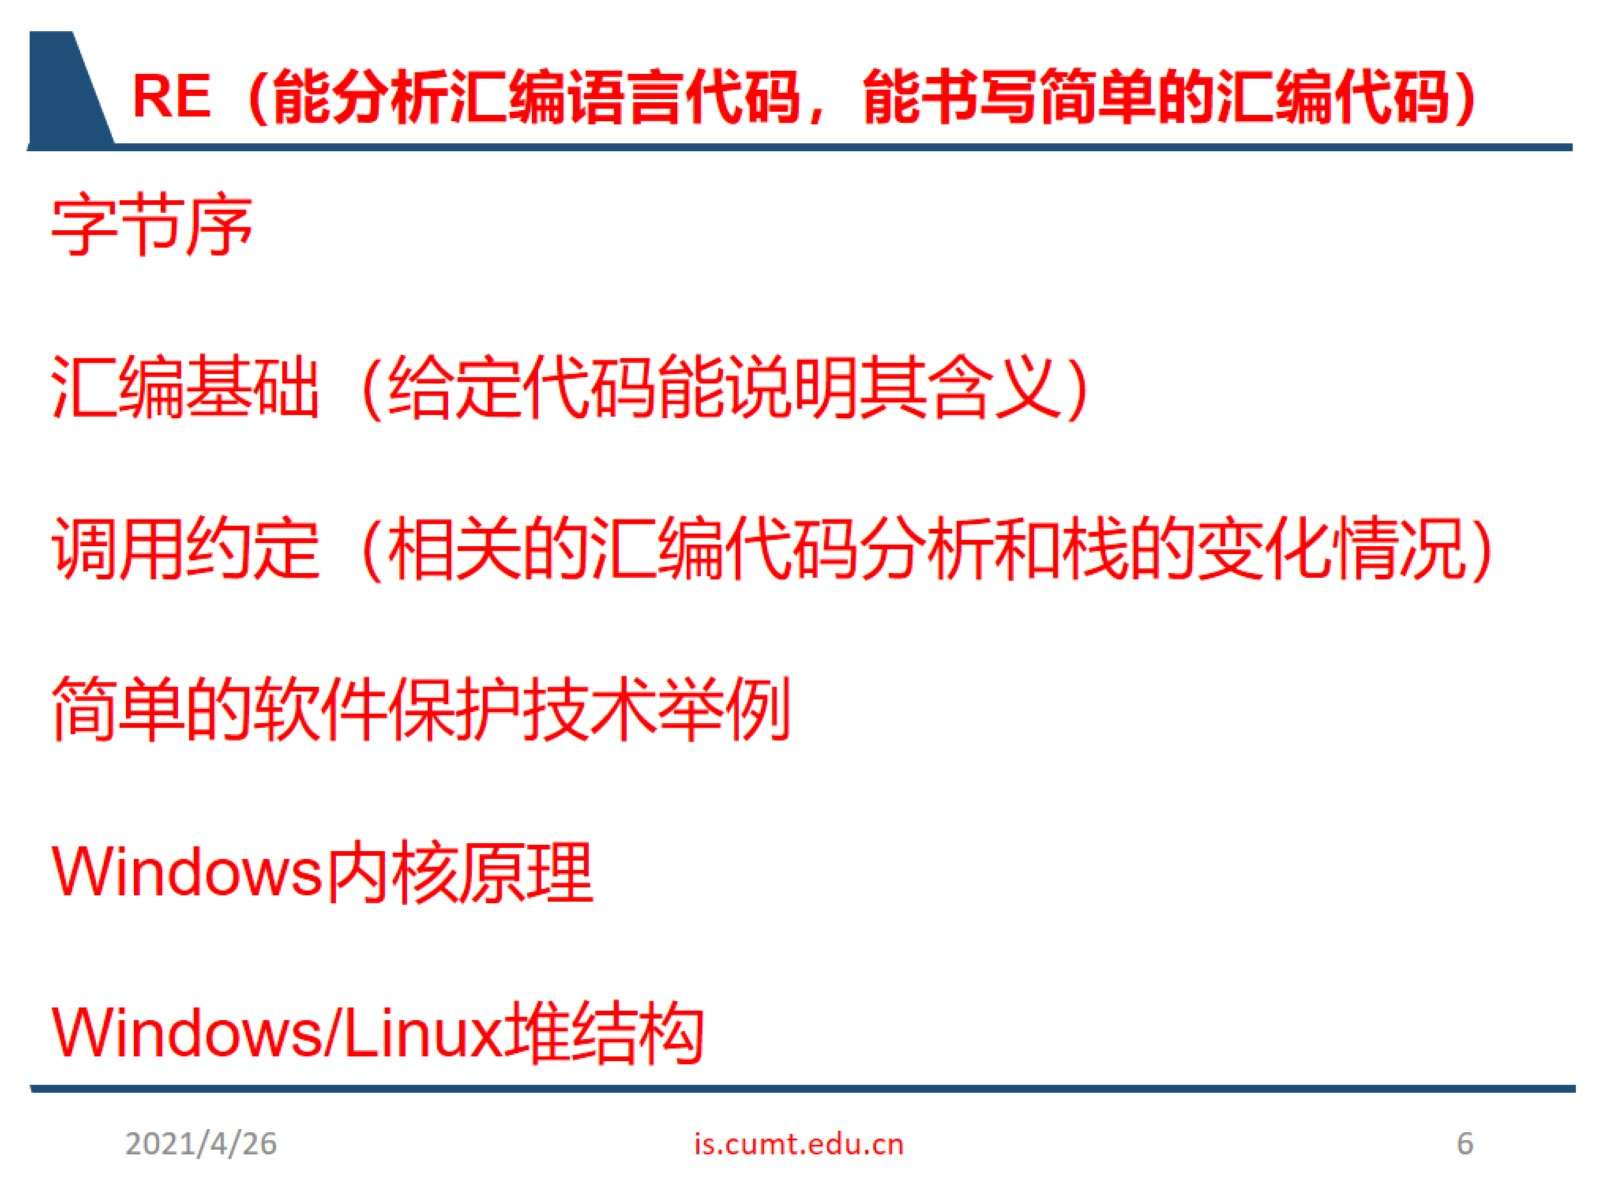 RE（能分析汇编语言代码，能书写简单的汇编代码）
字节序
汇编基础（给定代码能说明其含义）
调用约定（相关的汇编代码分析和栈的变化情况）
简单的软件保护技术举例
Windows内核原理
Windows/Linux堆结构
2021/4/26
is.cumt.edu.cn
6